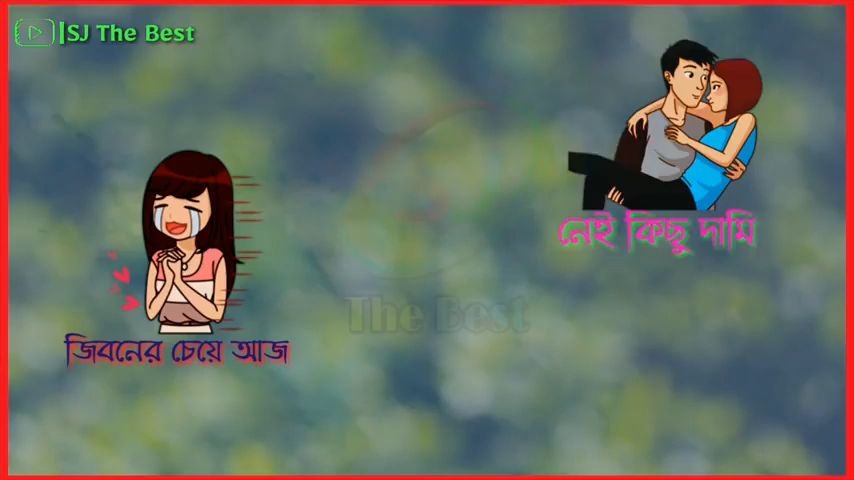 SJ The Best
জিবনের চেয়ে আজ
নেই কিছু দামি
The Best